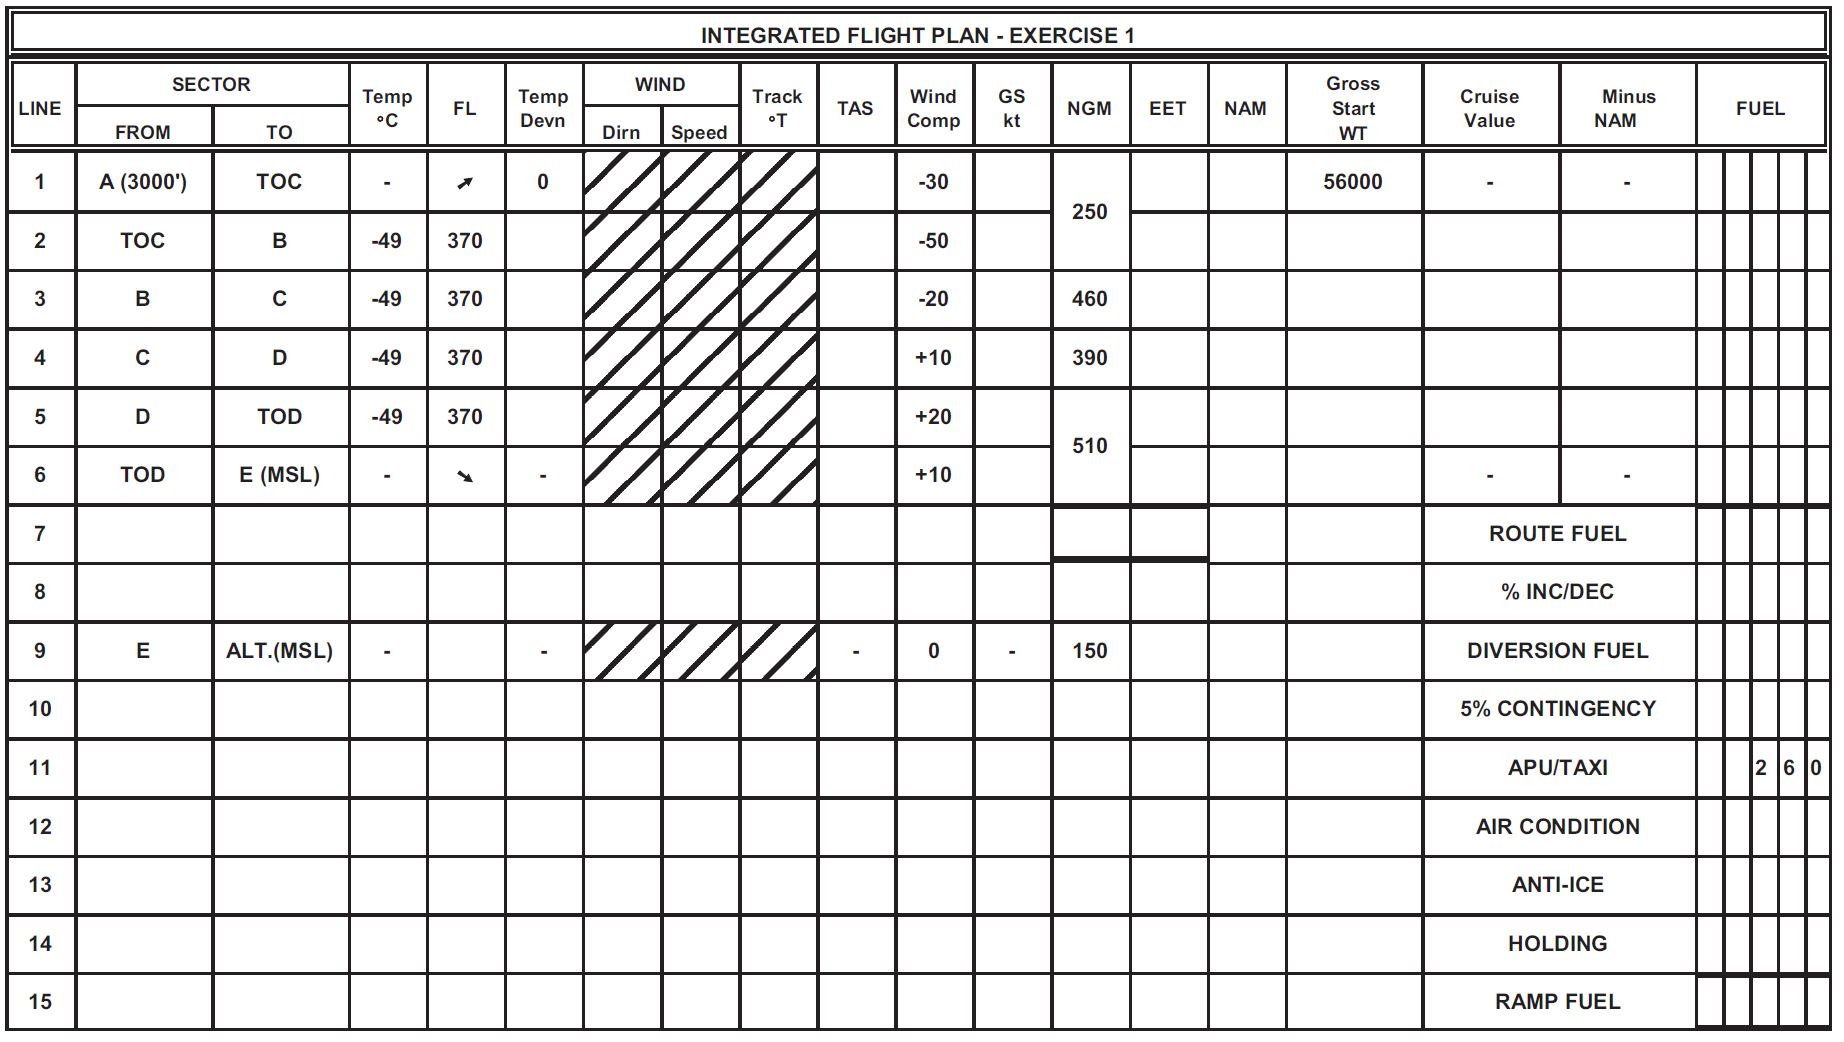 INTEGRATED FLIGHT PLAN - EXERCISE 1
LINE SECTOR Temp °C FL Temp Devn WIND Track °T TAS Wind Comp GS kt NGM EET NAM Gross Start WT Cruise Value Minus NAM FUEL
FROM TO Dirn Speed
1 A (3000') TOC - 0 -30 250 56000 - -
2 TOC B -49 370 -50
3 B C -49 370 -20 460
4 C D -49 370 +10 390
5 D TOD -49 370 +20 510
6 TOD E (MSL) - - +10 - -
7 ROUTE FUEL
8 % INC/DEC
9 E ALT.(MSL) - - - 0 - 150 DIVERSION FUEL
10 5% CONTINGENCY
11 APU/TAXI 2 6 0
12 AIR CONDITION
13 ANTI-ICE
14 HOLDING
15 RAMP FUEL